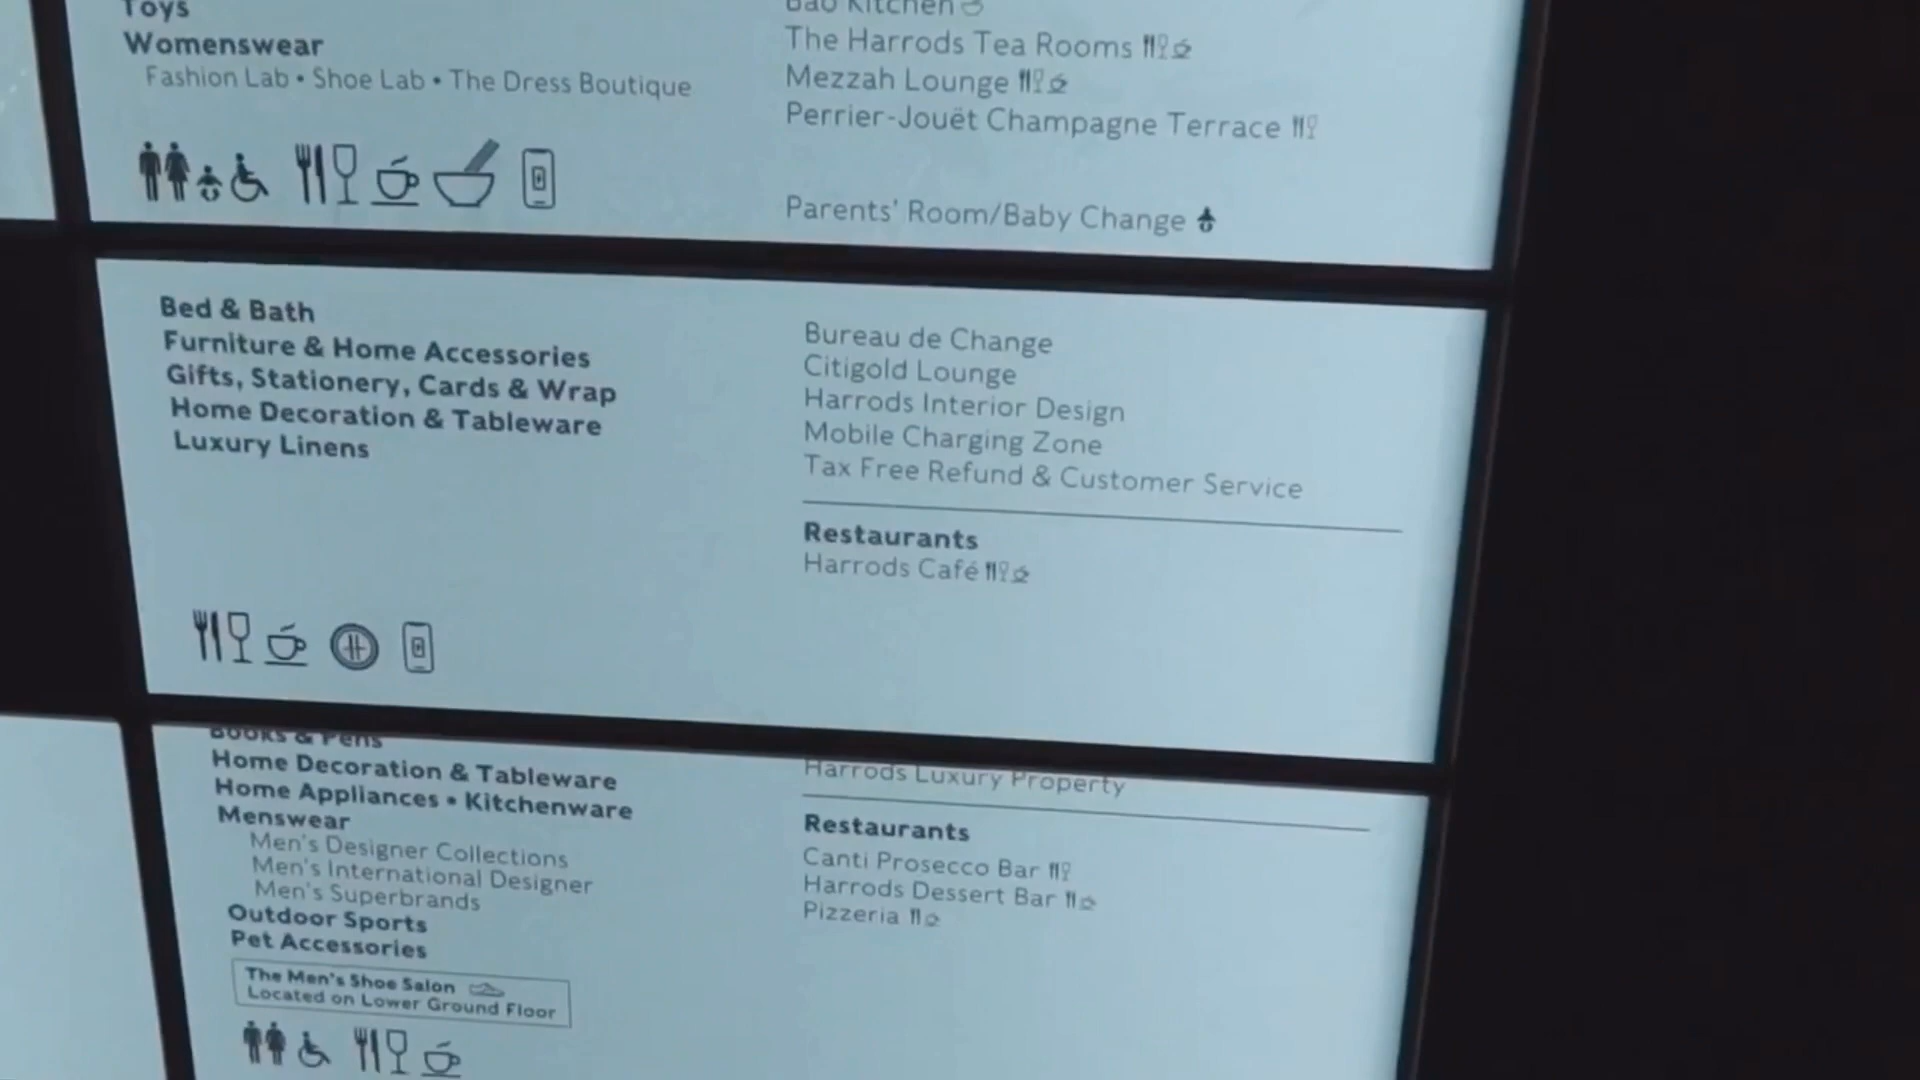 Toys
Womenswear
Fashion Lab • Shoe Lab • The Dress Boutique
Bao Kitchen
The Harrods Tea Rooms
Mezzah Lounge
Perrier-Jouët Champagne Terrace
Parents' Room/Baby Change
Bed & Bath
Furniture & Home Accessories
Gifts, Stationery, Cards & Wrap
Home Decoration & Tableware
Luxury Linens
Bureau de Change
Citigold Lounge
Harrods Interior Design
Mobile Charging Zone
Tax Free Refund & Customer Service
Restaurants
Harrods Café
Books & Pens
Home Decoration & Tableware
Home Appliances • Kitchenware
Menswear
Men's Designer Collections
Men's International Designer
Men's Superbrands
Outdoor Sports
Pet Accessories
The Men's Shoe Salon
Located on Lower Ground Floor
Harrods Luxury Property
Restaurants
Canti Prosecco Bar
Harrods Dessert Bar
Pizzeria